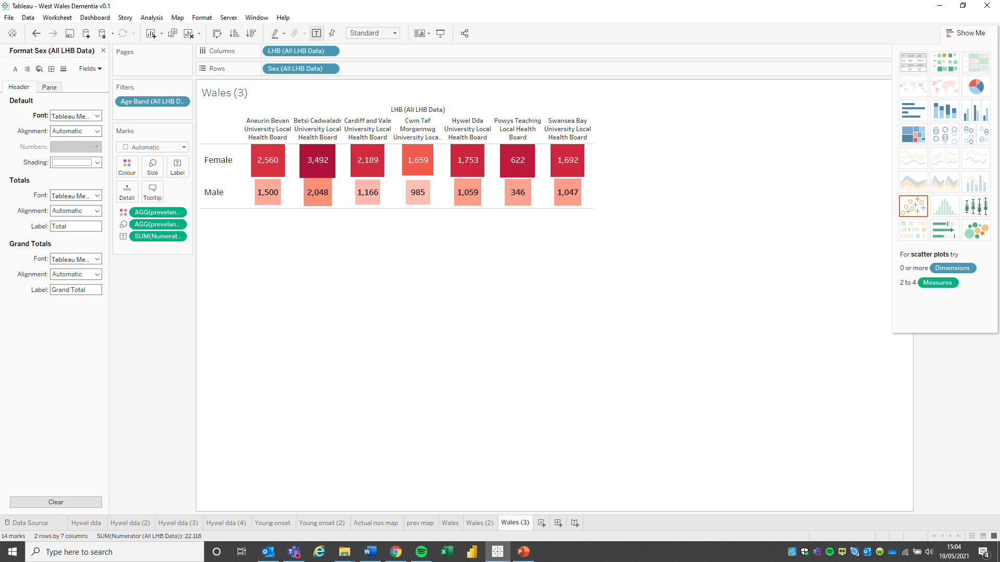 Tableau - West Wales Dementia v0.1
File Data Worksheet Dashboard Story Analysis Map Format Server Window Help
Standard
Show Me
Format Sex (All LHB Data)
Fields
Header Pane
Default
Font: Tableau Me..
Alignment: Automatic
Numbers:
Shading:
Totals
Font: Tableau Me..
Alignment: Automatic
Label: Total
Grand Totals
Font: Tableau Me..
Alignment: Automatic
Label: Grand Total
Clear
Pages
Filters
Age Band (All LHB D..
Marks
Automatic
Colour Size Label
Detail Tooltip
AGG(prevelan..
AGG(prevelan..
SUM(Numerat..
Columns LHB (All LHB Data)
Rows Sex (All LHB Data)
Wales (3)
LHB (All LHB Data)
Aneurin Bevan University Local Health Board
Betsi Cadwaladr University Local Health Board
Cardiff and Vale University Local Health Board
Cwm Taf Morgannwg University Loca..
Hywel Dda University Local Health Board
Powys Teaching Local Health Board
Swansea Bay University Local Health Board
Female 2,560 3,492 2,189 1,659 1,753 622 1,692
Male 1,500 2,048 1,166 985 1,059 346 1,047
For scatter plots try
0 or more Dimensions
2 to 4 Measures
Data Source Hywel dda Hywel dda (2) Hywel dda (3) Hywel dda (4) Young onset Young onset (2) Actual nos map prev map Wales Wales (2) Wales (3)
14 marks 2 rows by 7 columns SUM(Numerator (All LHB Data)): 22,118
Type here to search
15:04
19/05/2021
4